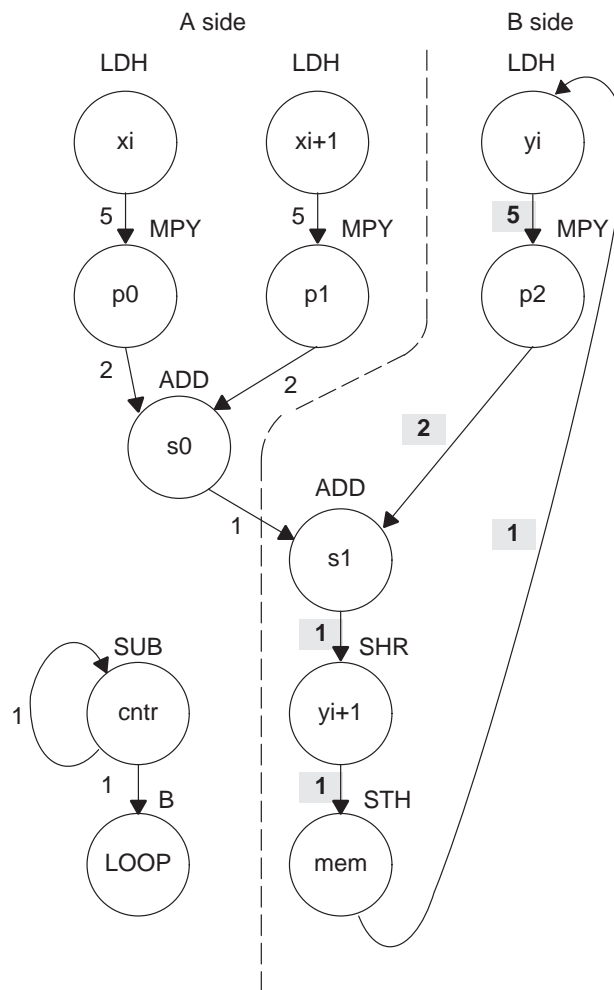 A side B side
LDH LDH LDH
xi xi+1 yi
5 5 5
MPY MPY MPY
p0 p1 p2
2 ADD 2
s0 2
1 ADD 1
s1
1 SHR
SUB
1 cntr yi+1
1 B 1 STH
LOOP mem